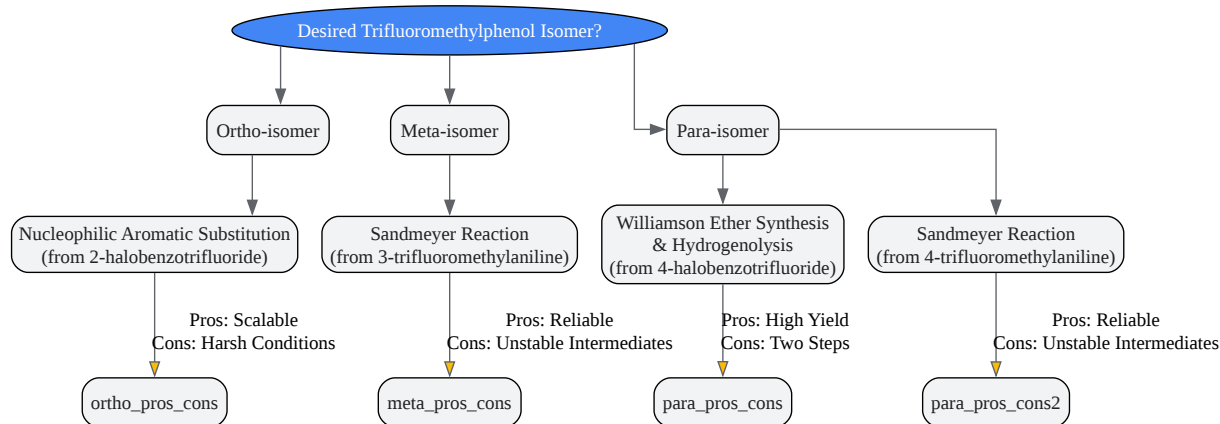 Desired Trifluoromethylphenol Isomer?
Ortho-isomer
Meta-isomer
Para-isomer
Nucleophilic Aromatic Substitution
(from 2-halobenzotrifluoride)
Sandmeyer Reaction
(from 3-trifluoromethylaniline)
Williamson Ether Synthesis
& Hydrogenolysis
(from 4-halobenzotrifluoride)
Sandmeyer Reaction
(from 4-trifluoromethylaniline)
Pros: Scalable
Cons: Harsh Conditions
Pros: Reliable
Cons: Unstable Intermediates
Pros: High Yield
Cons: Two Steps
Pros: Reliable
Cons: Unstable Intermediates
ortho_pros_cons
meta_pros_cons
para_pros_cons
para_pros_cons2